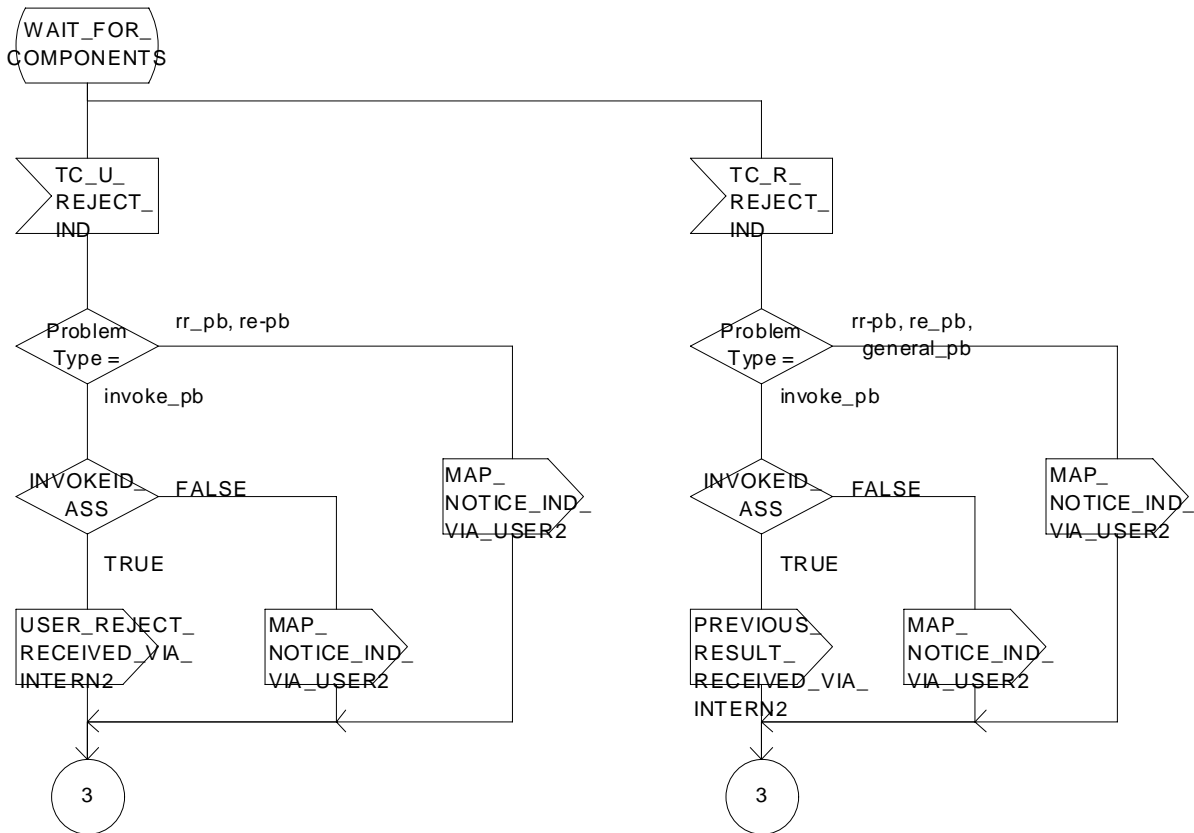 WAIT_FOR_
COMPONENTS
TC_U_
REJECT_
IND
TC_R_
REJECT_
IND
Problem
Type =
rr_pb, re-pb
invoke_pb
Problem
Type =
rr-pb, re_pb,
general_pb
invoke_pb
INVOKEID_
ASS
FALSE
TRUE
MAP_
NOTICE_IND_
VIA_USER2
INVOKEID_
ASS
FALSE
TRUE
MAP_
NOTICE_IND_
VIA_USER2
USER_REJECT_
RECEIVED_VIA_
INTERN2
MAP_
NOTICE_IND_
VIA_USER2
PREVIOUS_
RESULT_
RECEIVED_VIA_
INTERN2
MAP_
NOTICE_IND_
VIA_USER2
3
3